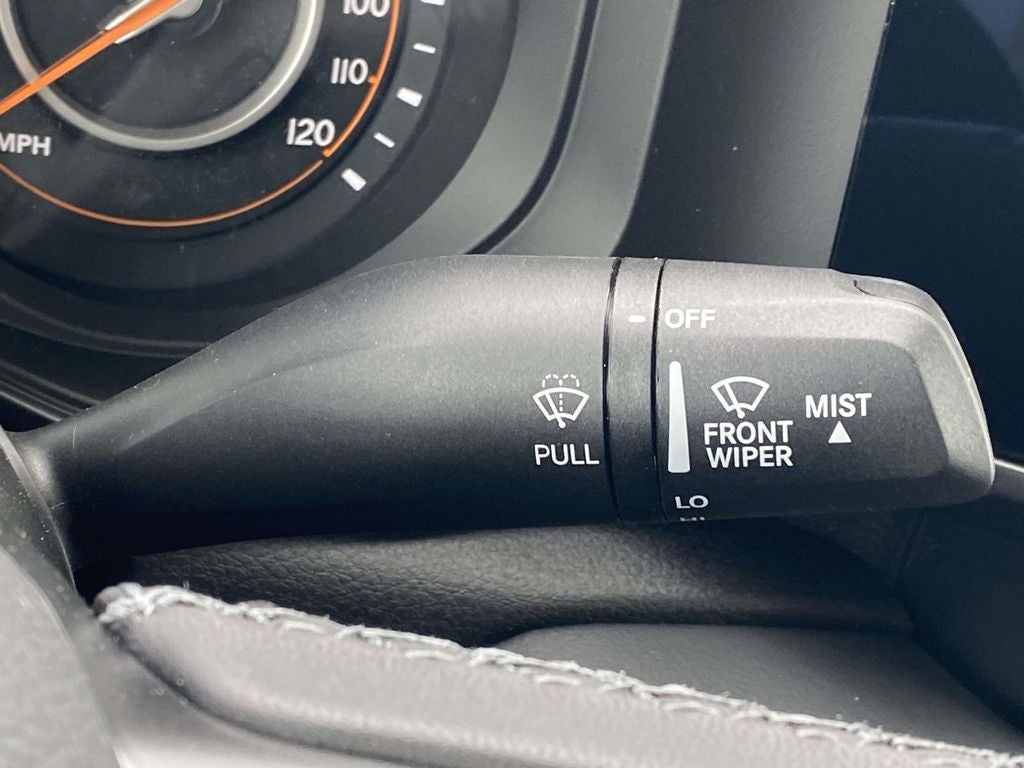 100
110
120
MPH
OFF
PULL
FRONT
WIPER
MIST
LO